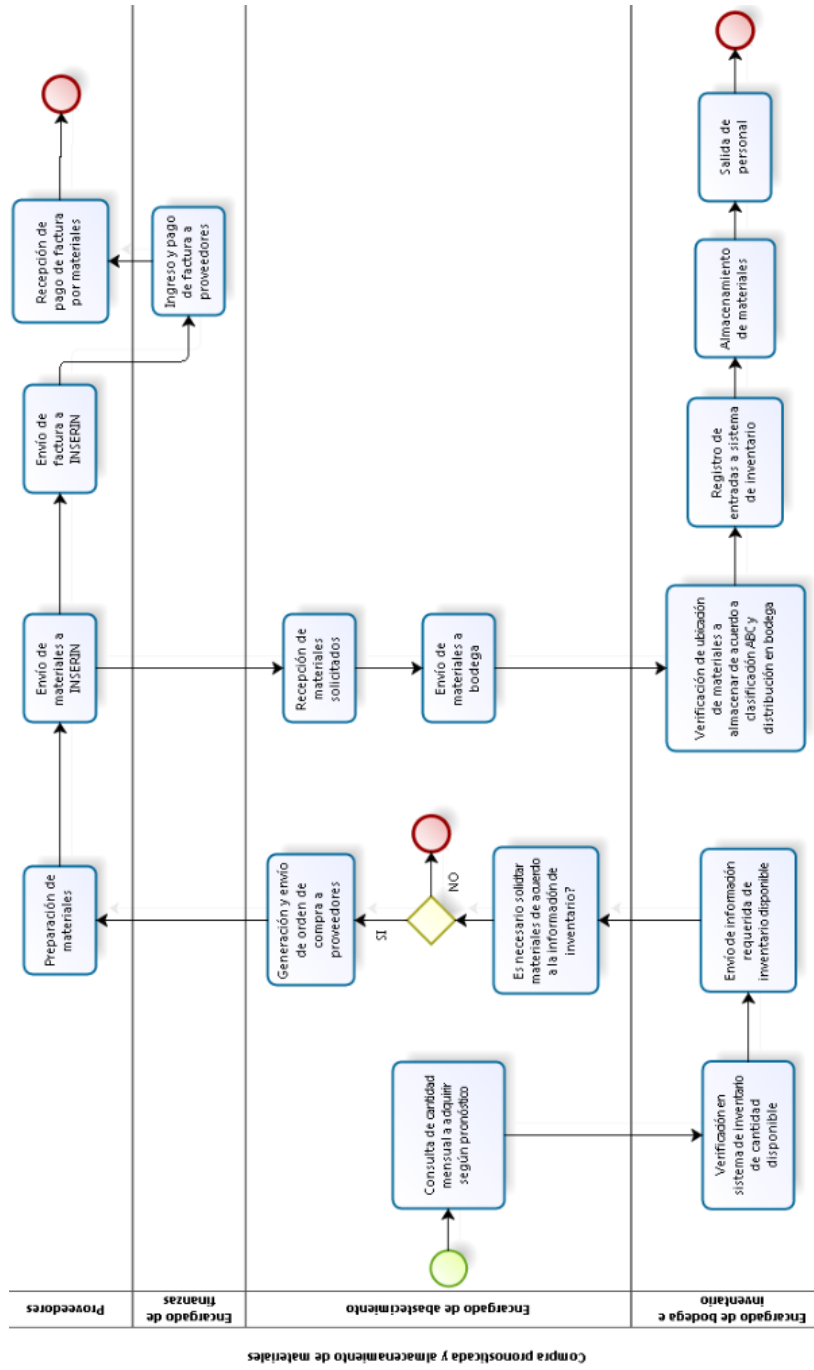 Compra pronosticada y almacenamiento de materiales
Proveedores
Encargado de
finanzas
Encargado de abastecimiento
Encargado de bodega e
inventario
Consulta de cantidad
mensual a adquirir
según pronóstico
Verificación en
sistema de inventario
de cantidad
disponible
Envío de información
requerida de
inventario disponible
Es necesario solicitar
materiales de acuerdo
a la información de
inventario?
NO
SI
Generación y envío
de orden de
compra a
proveedores
Preparación de
materiales
Envío de
materiales a
INSERIN
Recepción de
materiales
solicitados
Envío de
materiales a
bodega
Verificación de ubicación
de materiales a
almacenar de acuerdo a
clasificación ABC y
distribución en bodega
Registro de
entradas a sistema
de inventario
Almacenamiento
de materiales
Salida de
personal
Envío de
factura a
INSERIN
Ingreso y pago
de factura a
proveedores
Recepción de
pago de factura
por materiales